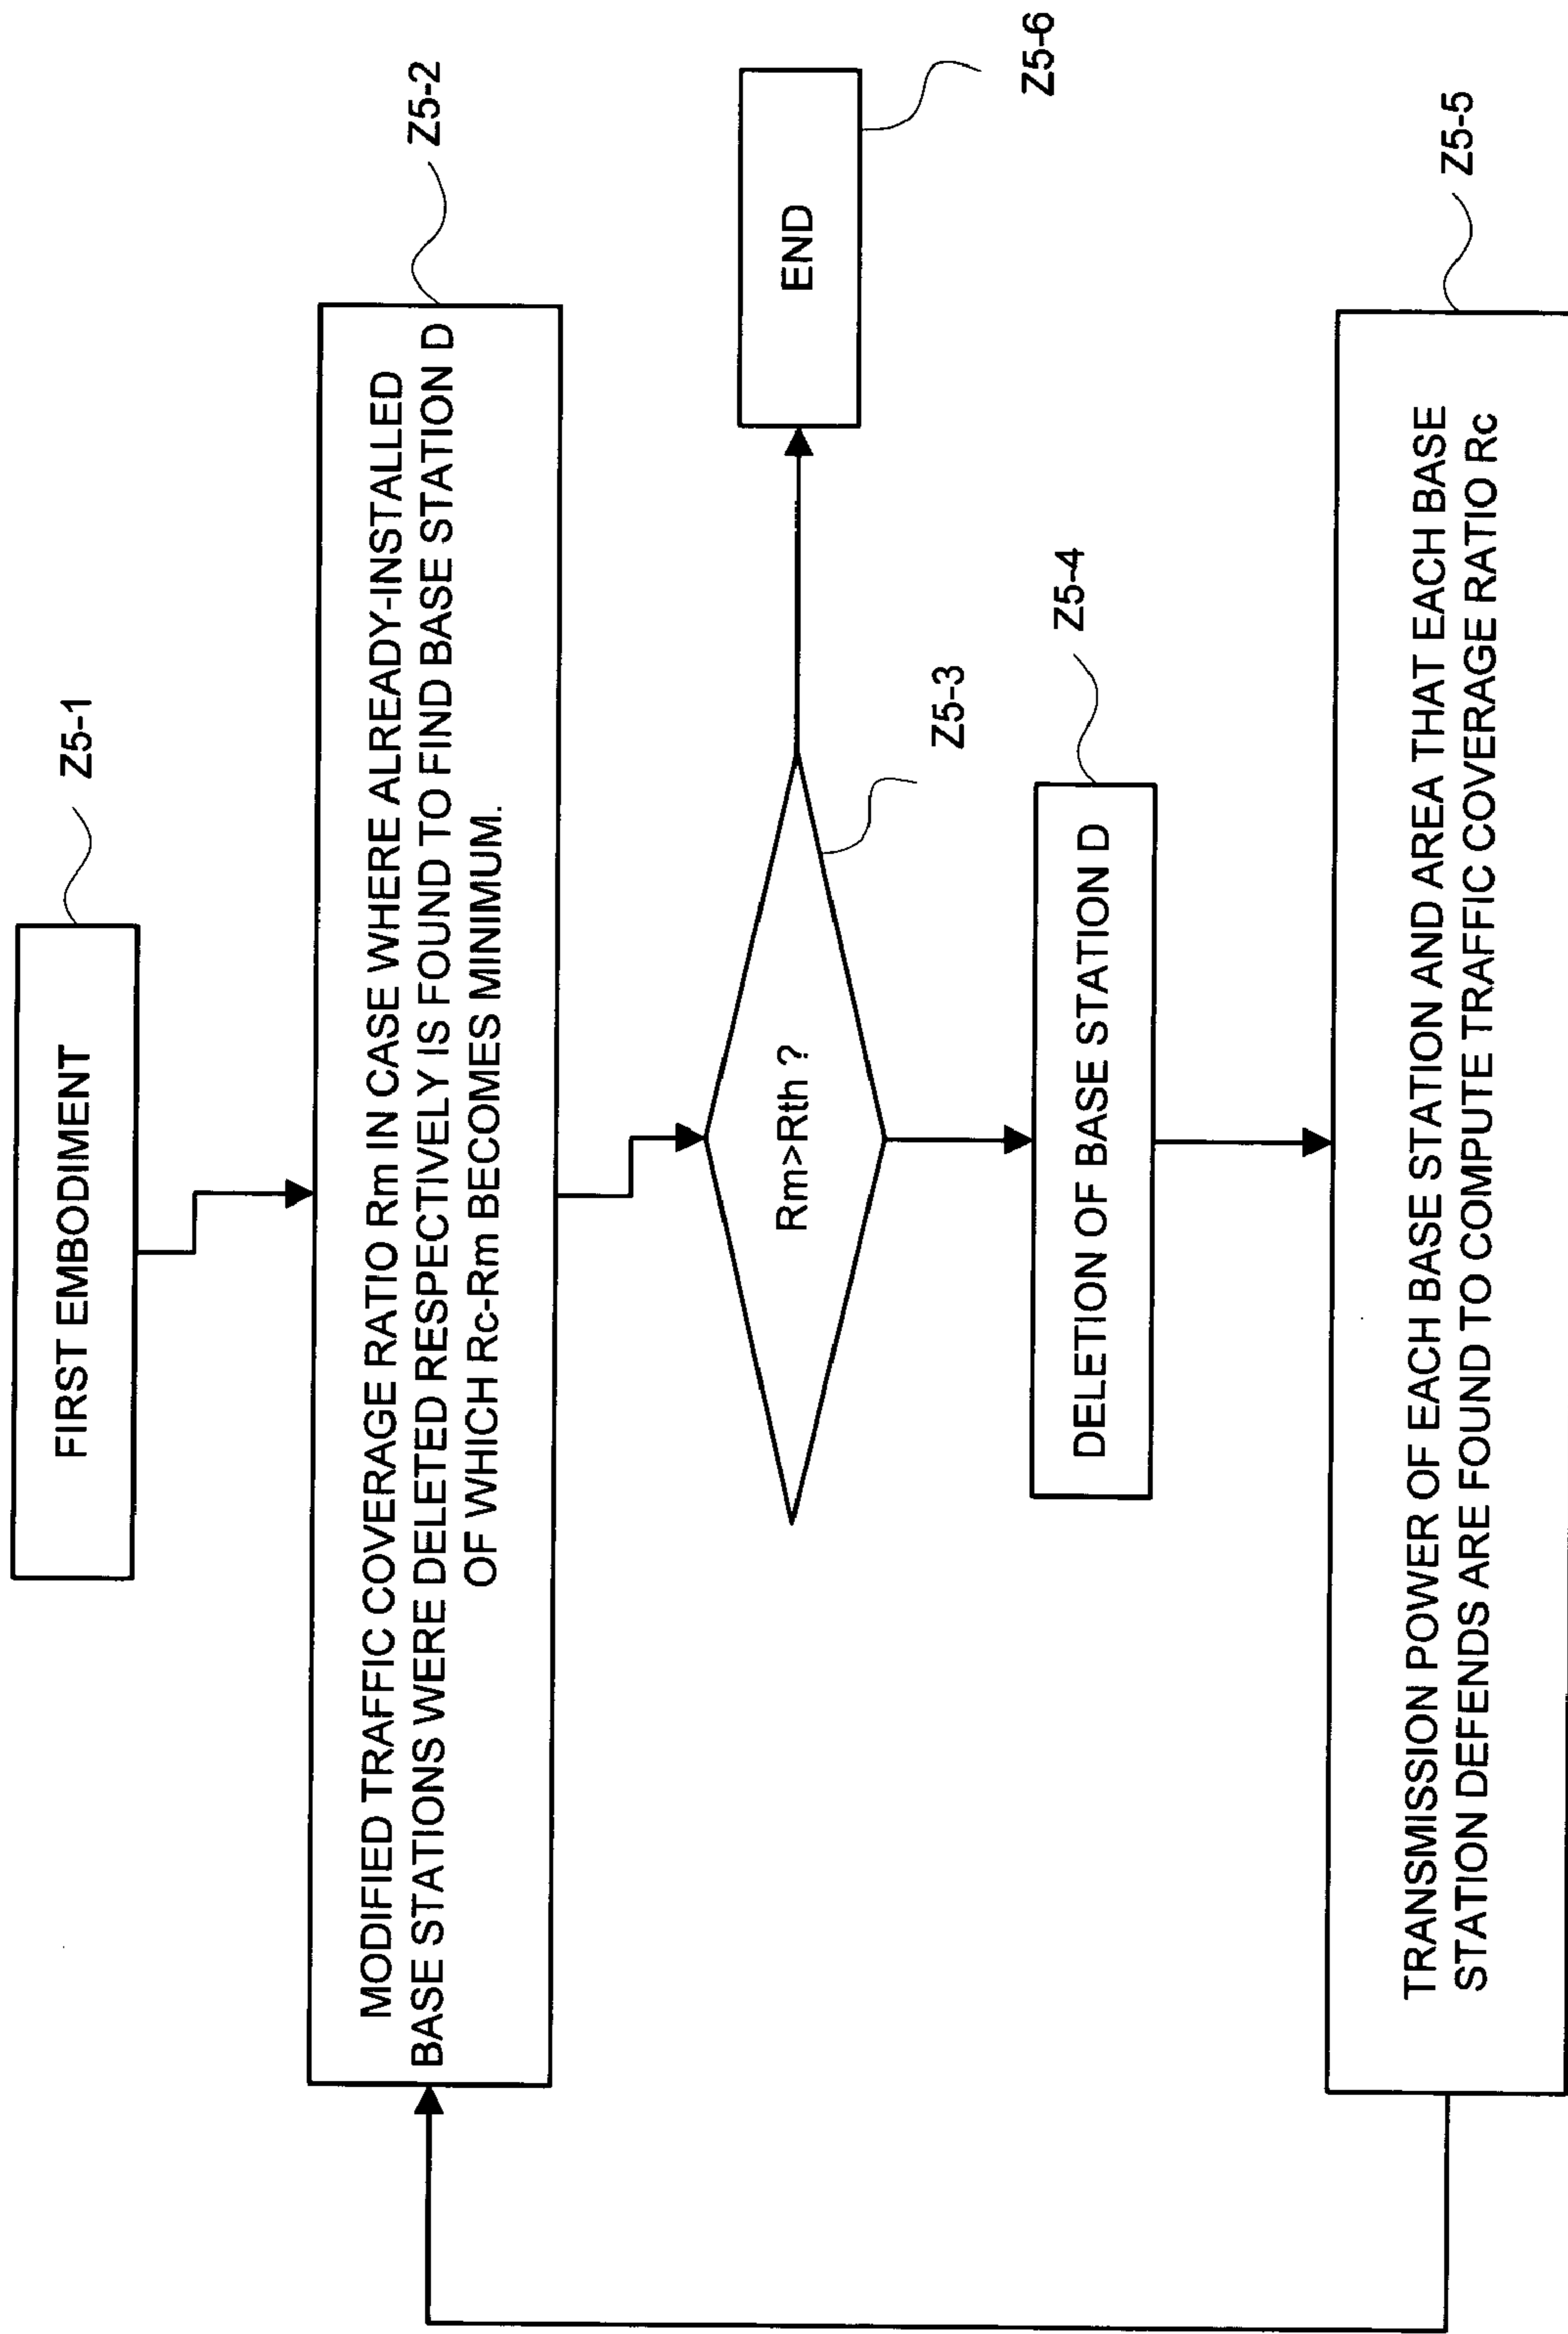 FIRST EMBODIMENT
Z5-1
MODIFIED TRAFFIC COVERAGE RATIO Rm IN CASE WHERE ALREADY-INSTALLED
BASE STATIONS WERE DELETED RESPECTIVELY IS FOUND TO FIND BASE STATION D
OF WHICH Rc-Rm BECOMES MINIMUM.
Z5-2
Rm>Rth ?
Z5-3
END
Z5-6
DELETION OF BASE STATION D
Z5-4
TRANSMISSION POWER OF EACH BASE STATION AND AREA THAT EACH BASE
STATION DEFENDS ARE FOUND TO COMPUTE TRAFFIC COVERAGE RATIO Rc
Z5-5